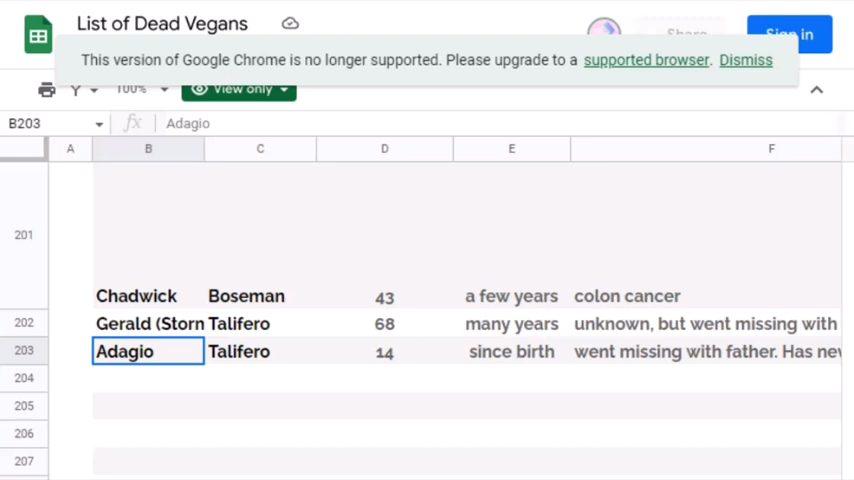 List of Dead Vegans
Share
Sign in
This version of Google Chrome is no longer supported. Please upgrade to a supported browser. Dismiss
100% View only
B203 fx Adagio
A B C D E F
201 Chadwick Boseman 43 a few years colon cancer
202 Gerald (Storn Talifero 68 many years unknown, but went missing with
203 Adagio Talifero 14 since birth went missing with father. Has nev
204
205
206
207